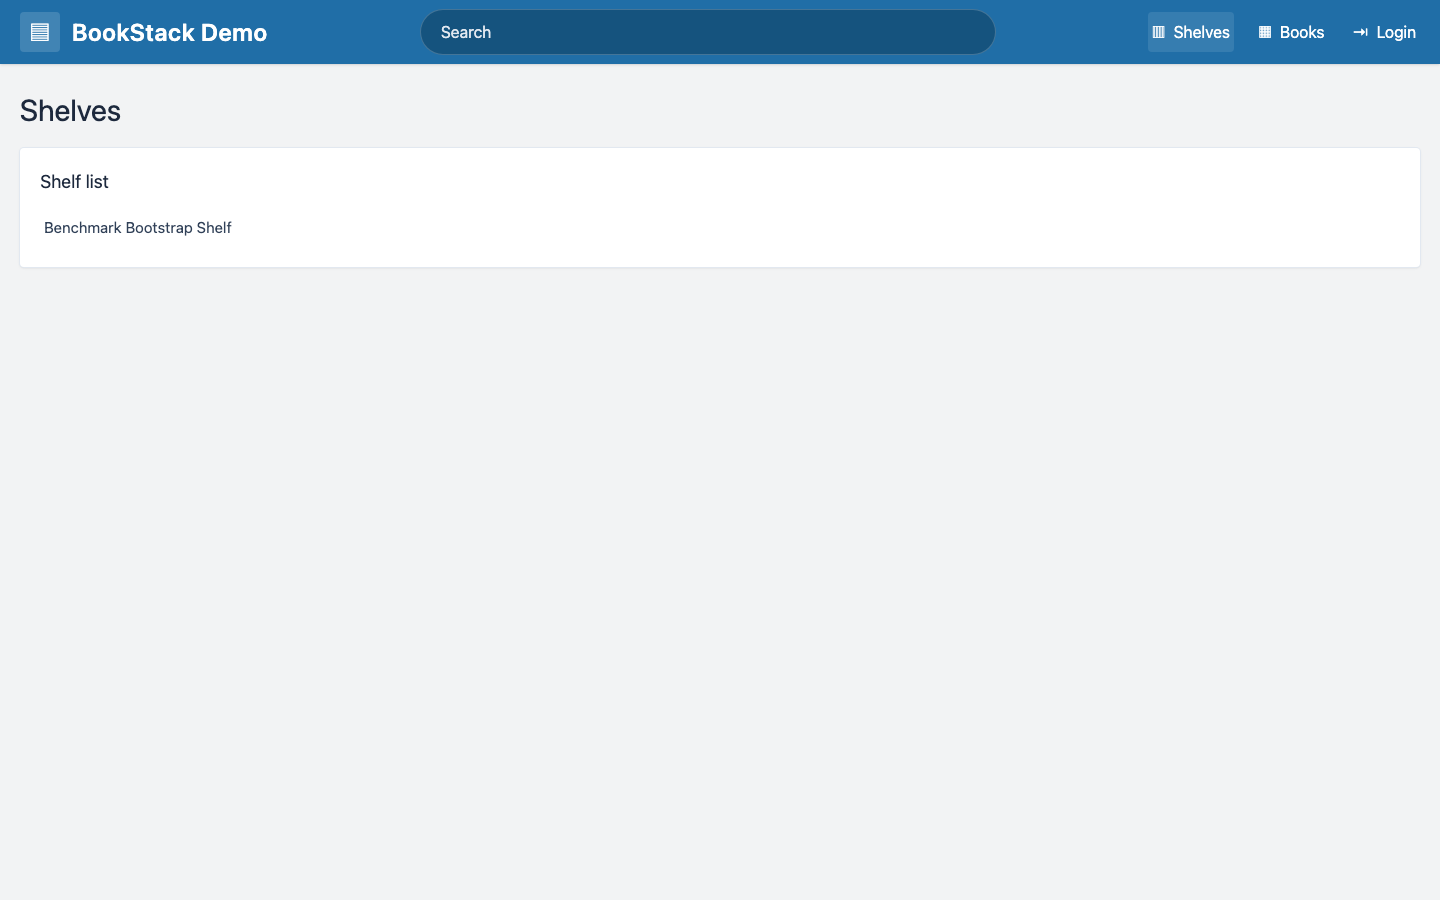 BookStack Demo
Search
Shelves
Books
Login
Shelves
Shelf list
Benchmark Bootstrap Shelf